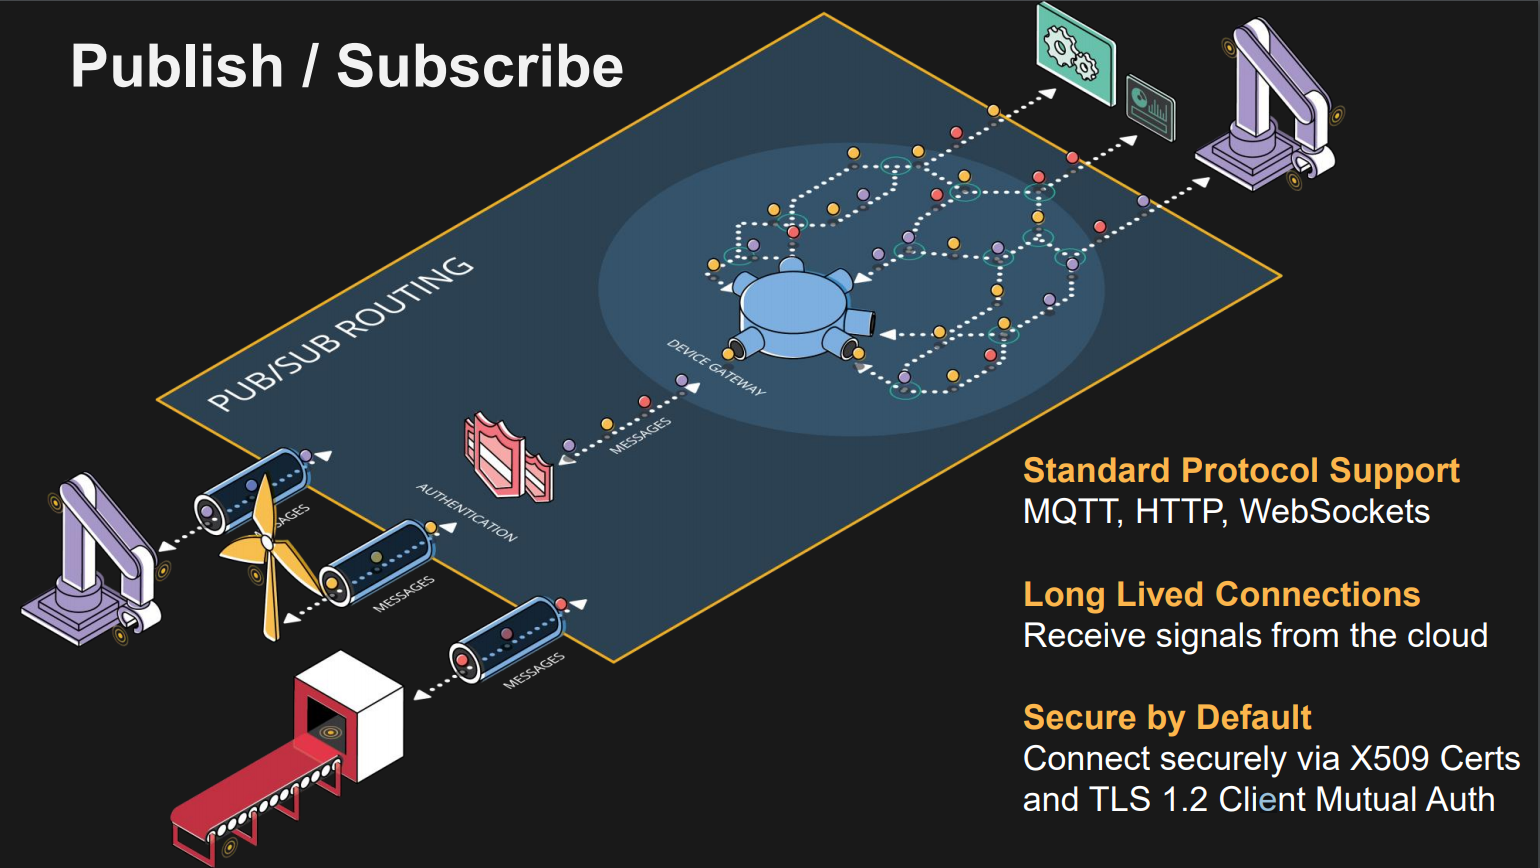 Publish / Subscribe
PUB/SUB ROUTING
DEVICE GATEWAY
MESSAGES
AUTHENTICATION
MESSAGES
MESSAGES
Standard Protocol Support
MQTT, HTTP, WebSockets
Long Lived Connections
Receive signals from the cloud
Secure by Default
Connect securely via X509 Certs
and TLS 1.2 Client Mutual Auth